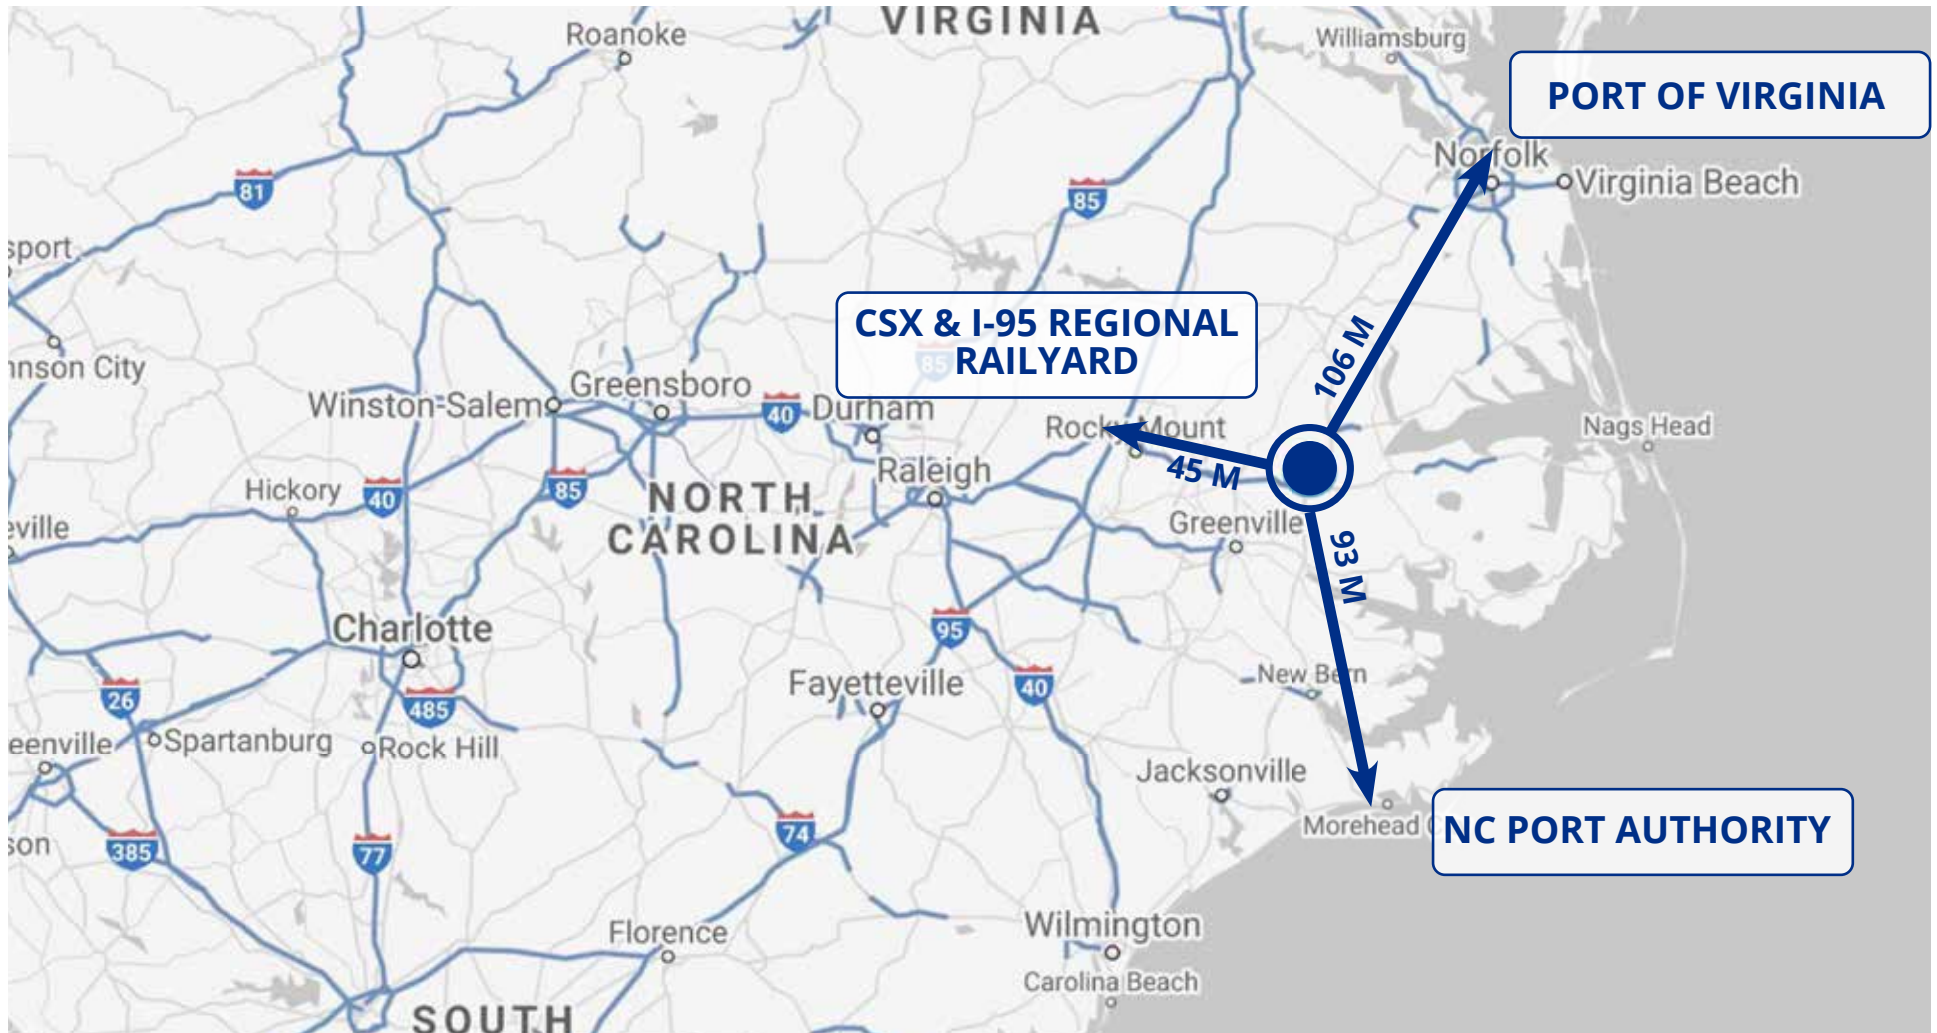 VIRGINIA
Roanoke
Williamsburg
PORT OF VIRGINIA
Norfolk
Virginia Beach
81
85
sport
CSX & I-95 REGIONAL
RAILYARD
85
106 M
nnson City
Greensboro
Winston-Salem
40
Durham
Rocky Mount
Nags Head
45 M
Raleigh
Hickory
40
85
NORTH
CAROLINA
Greenville
eville
93 M
Charlotte
95
New Bern
Fayetteville
40
26
485
eenville
Spartanburg
Rock Hill
Jacksonville
Morehead C
NC PORT AUTHORITY
74
son
385
77
Florence
Wilmington
Carolina Beach
SOUTH